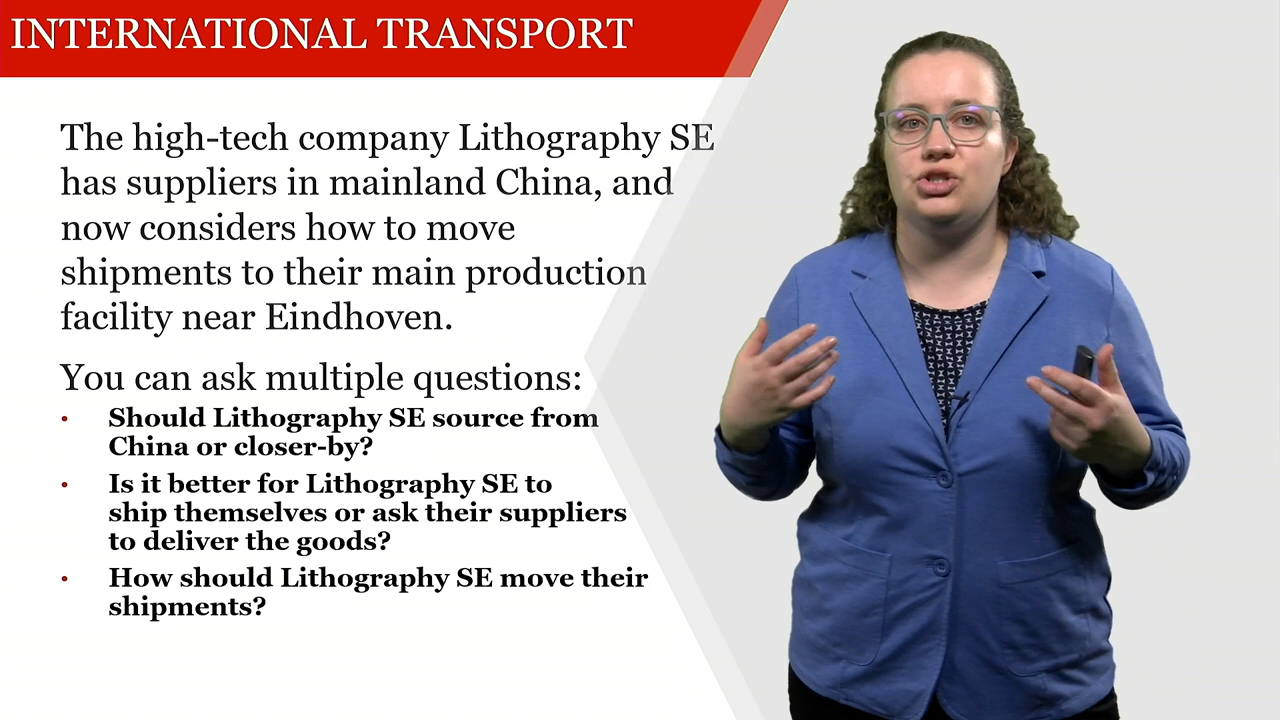 INTERNATIONAL TRANSPORT
The high-tech company Lithography SE
has suppliers in mainland China, and
now considers how to move
shipments to their main production
facility near Eindhoven.
You can ask multiple questions:
• Should Lithography SE source from
China or closer-by?
• Is it better for Lithography SE to
ship themselves or ask their suppliers
to deliver the goods?
• How should Lithography SE move their
shipments?